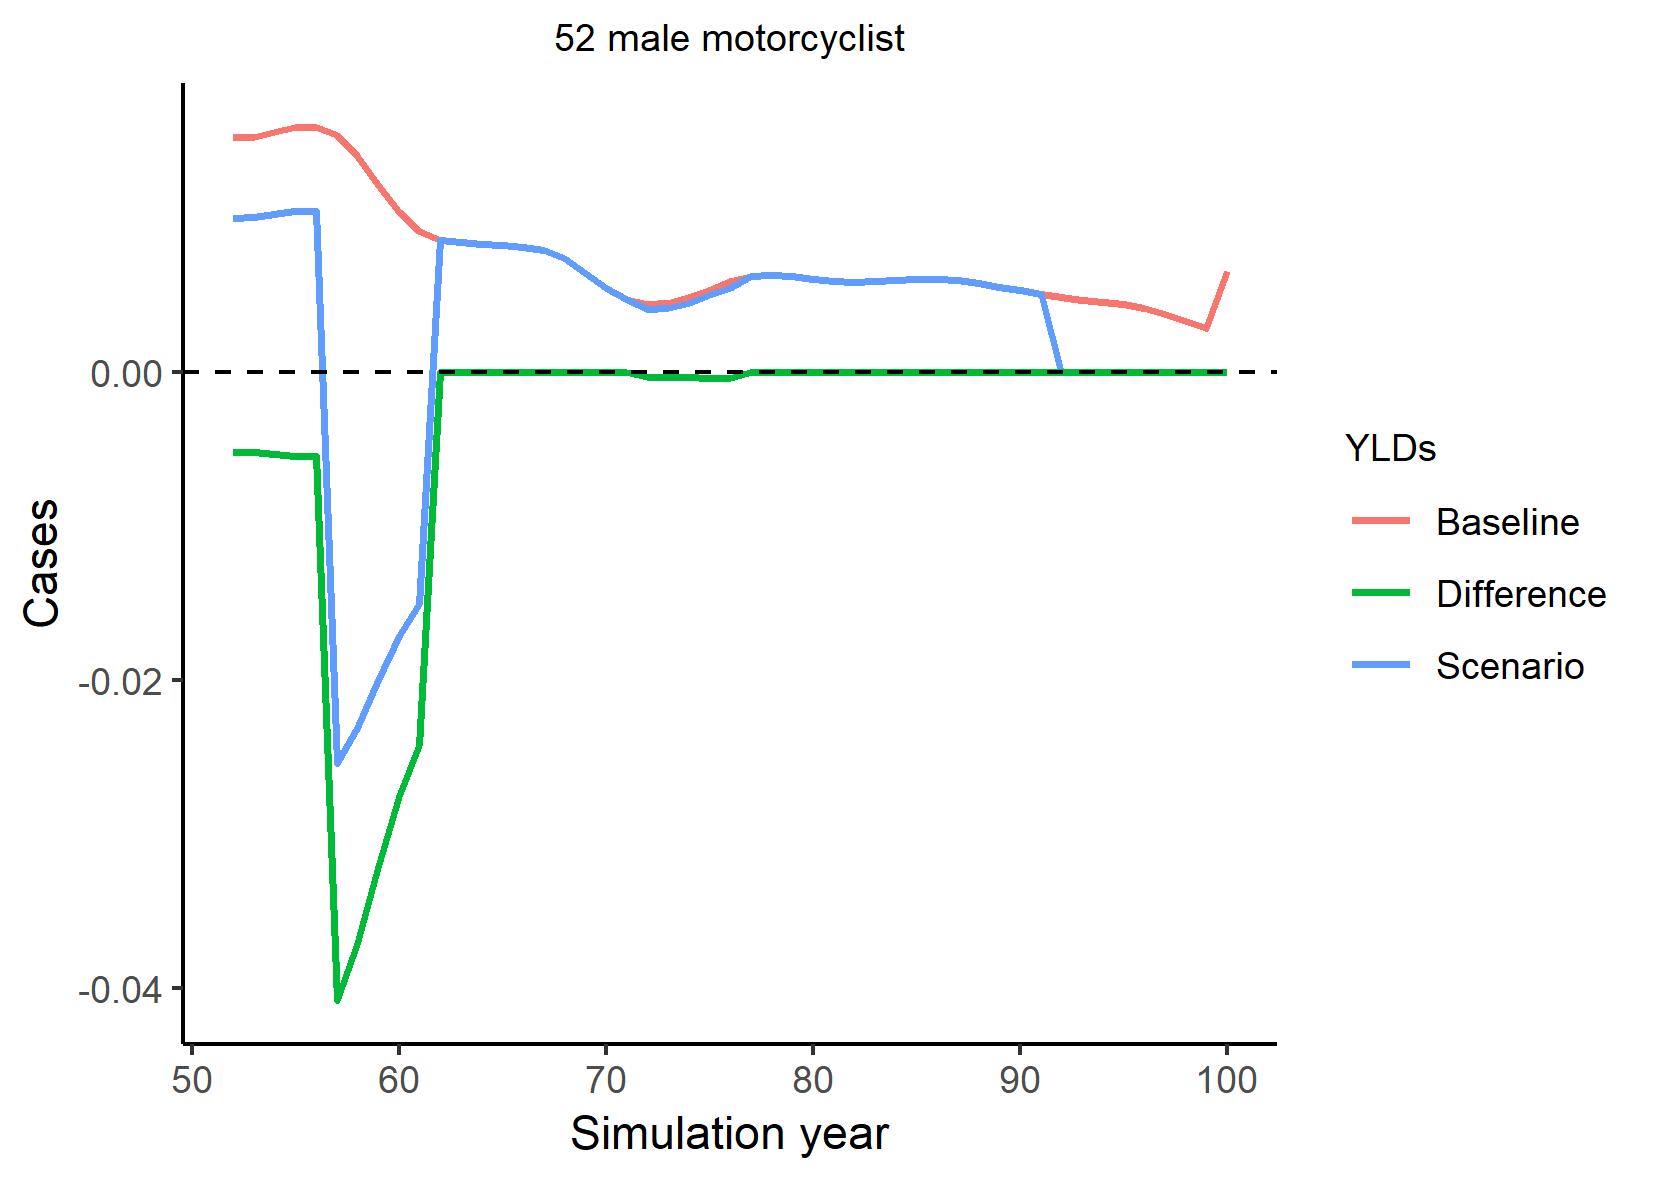 52 male motorcyclist
0.00
-0.02
-0.04
Cases
50 60 70 80 90 100
Simulation year
YLDs
Baseline
Difference
Scenario